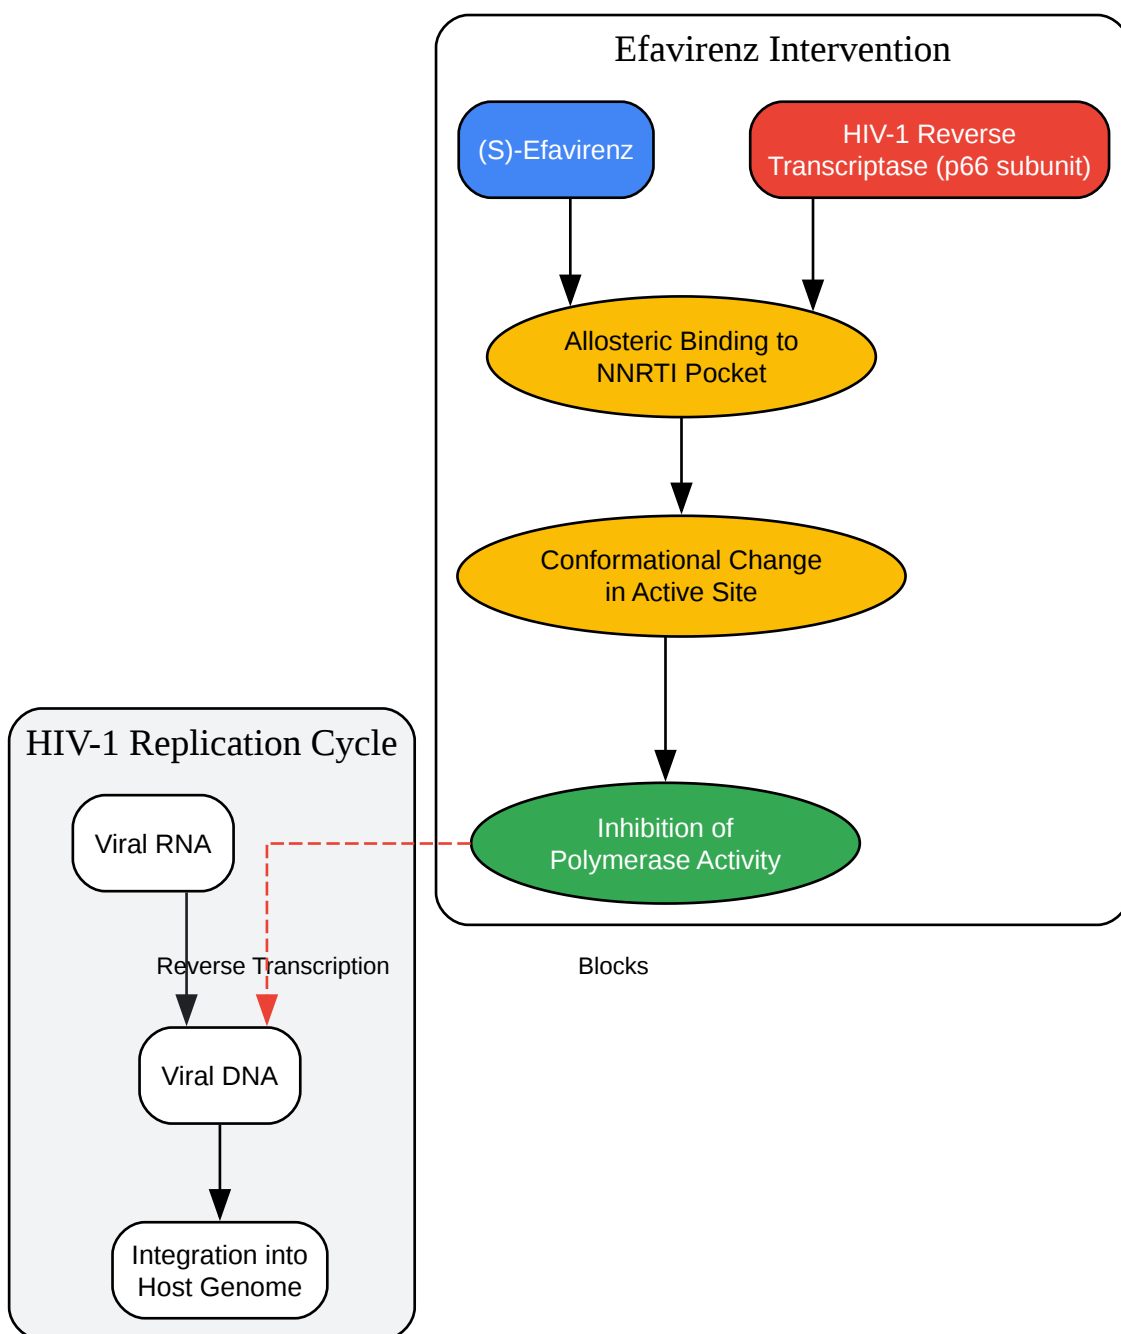 Efavirenz Intervention
(S)-Efavirenz
HIV-1 Reverse
Transcriptase (p66 subunit)
Allosteric Binding to
NNRTI Pocket
Conformational Change
in Active Site
Inhibition of
Polymerase Activity
Blocks
HIV-1 Replication Cycle
Viral RNA
Reverse Transcription
Viral DNA
Integration into
Host Genome